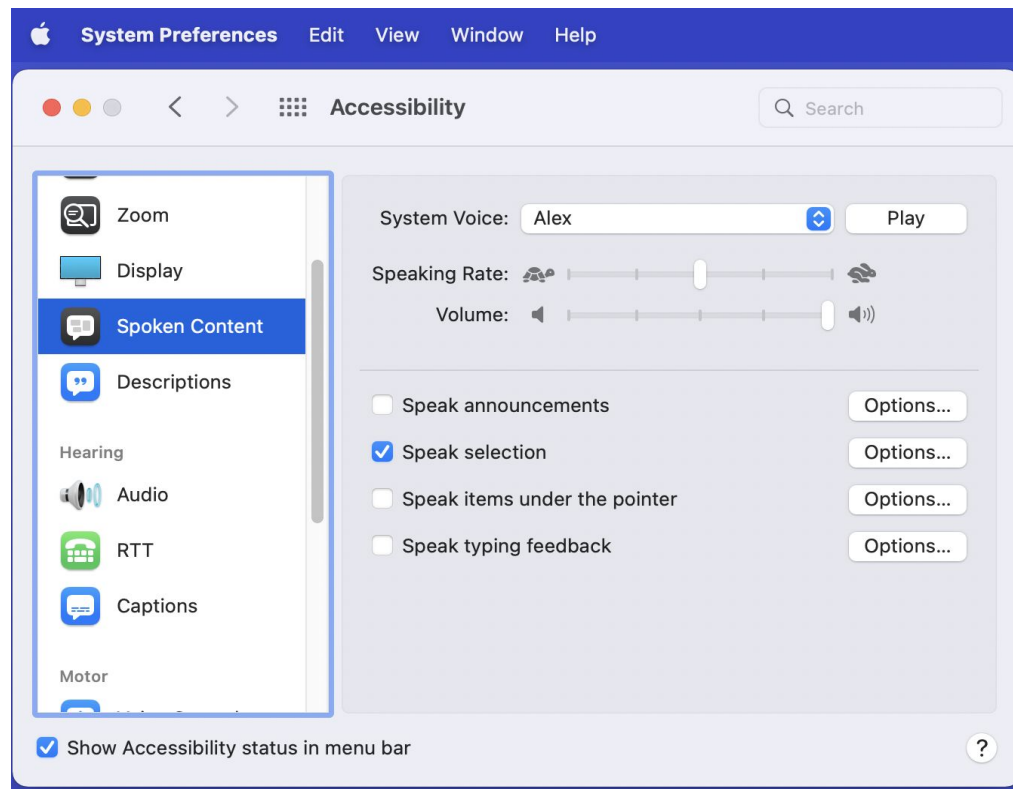 System Preferences Edit View Window Help
Accessibility
Search
Zoom
Display
Spoken Content
Descriptions
Hearing
Audio
RTT
Captions
Motor
System Voice: Alex Play
Speaking Rate:
Volume:
Speak announcements Options...
Speak selection Options...
Speak items under the pointer Options...
Speak typing feedback Options...
Show Accessibility status in menu bar ?